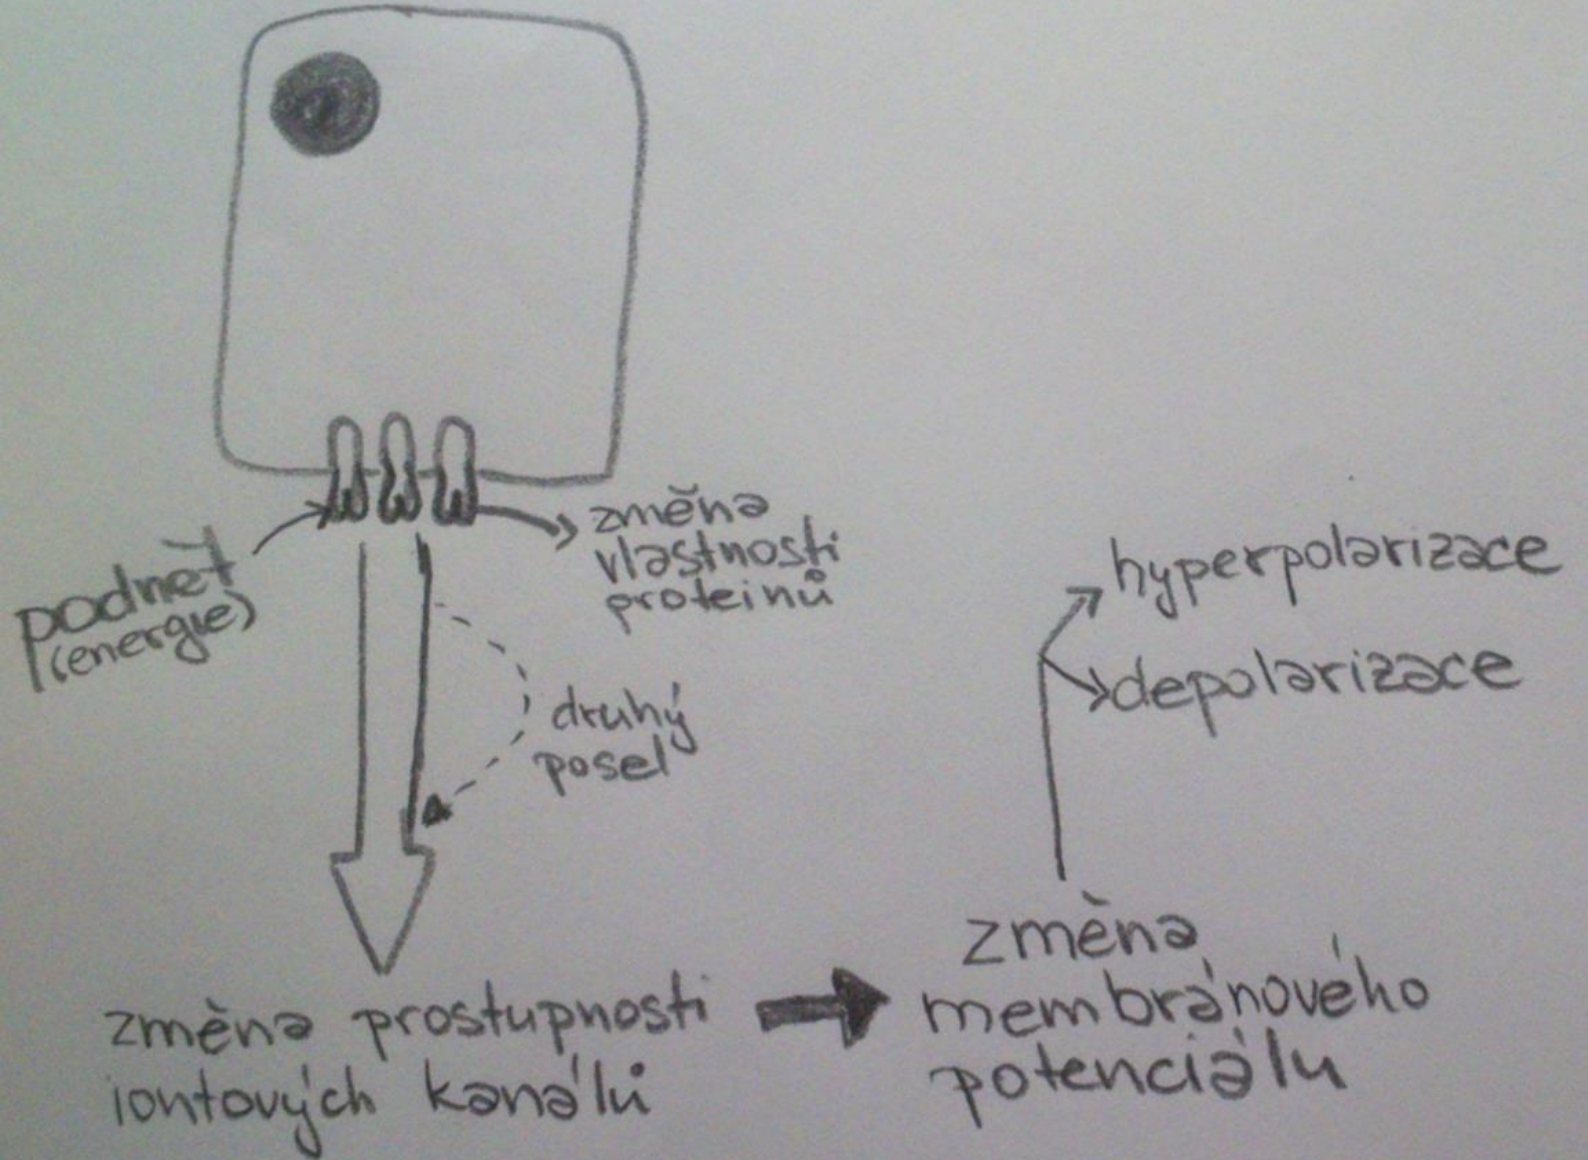 podnět
(energie)
změna
vlastnosti
proteinů
druhý
posel
změna prostupnosti
iontových kanálů
změna
membránového
potenciálu
hyperpolarizace
depolarizace